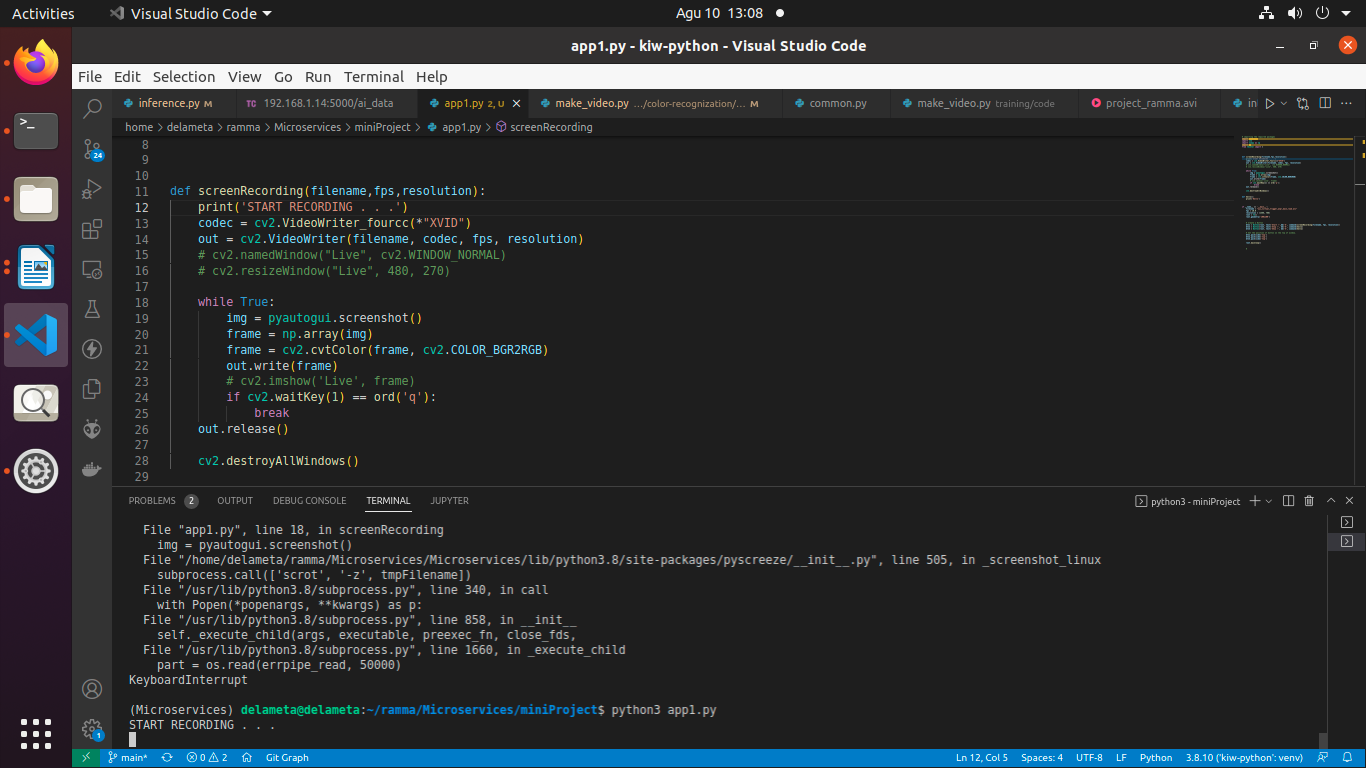 Activities Visual Studio Code Agu 10 13:08
app1.py - kiw-python - Visual Studio Code
File Edit Selection View Go Run Terminal Help
inference.py M TC 192.168.1.14:5000/ai_data app1.py 2, U make_video.py .../color-recognization/... M common.py make_video.py training/code project_ramma.avi
home > delameta > ramma > Microservices > miniProject > app1.py > screenRecording
8
9
10
11 def screenRecording(filename,fps,resolution):
12 print('START RECORDING . . .')
13 codec = cv2.VideoWriter_fourcc(*"XVID")
14 out = cv2.VideoWriter(filename, codec, fps, resolution)
15 # cv2.namedWindow("Live", cv2.WINDOW_NORMAL)
16 # cv2.resizeWindow("Live", 480, 270)
17
18 while True:
19 img = pyautogui.screenshot()
20 frame = np.array(img)
21 frame = cv2.cvtColor(frame, cv2.COLOR_BGR2RGB)
22 out.write(frame)
23 # cv2.imshow('Live', frame)
24 if cv2.waitKey(1) == ord('q'):
25 break
26 out.release()
27
28 cv2.destroyAllWindows()
29
24
PROBLEMS 2 OUTPUT DEBUG CONSOLE TERMINAL JUPYTER python3 - miniProject
File "app1.py", line 18, in screenRecording
img = pyautogui.screenshot()
File "/home/delameta/ramma/Microservices/Microservices/lib/python3.8/site-packages/pyscreeze/__init__.py", line 505, in _screenshot_linux
subprocess.call(['scrot', '-z', tmpFilename])
File "/usr/lib/python3.8/subprocess.py", line 340, in call
with Popen(*popenargs, **kwargs) as p:
File "/usr/lib/python3.8/subprocess.py", line 858, in __init__
self._execute_child(args, executable, preexec_fn, close_fds,
File "/usr/lib/python3.8/subprocess.py", line 1660, in _execute_child
part = os.read(errpipe_read, 50000)
KeyboardInterrupt
(Microservices) delameta@delameta:~/ramma/Microservices/miniProject$ python3 app1.py
START RECORDING . . .
1
main* 0 2 Git Graph Ln 12, Col 5 Spaces: 4 UTF-8 LF Python 3.8.10 ('kiw-python': venv)